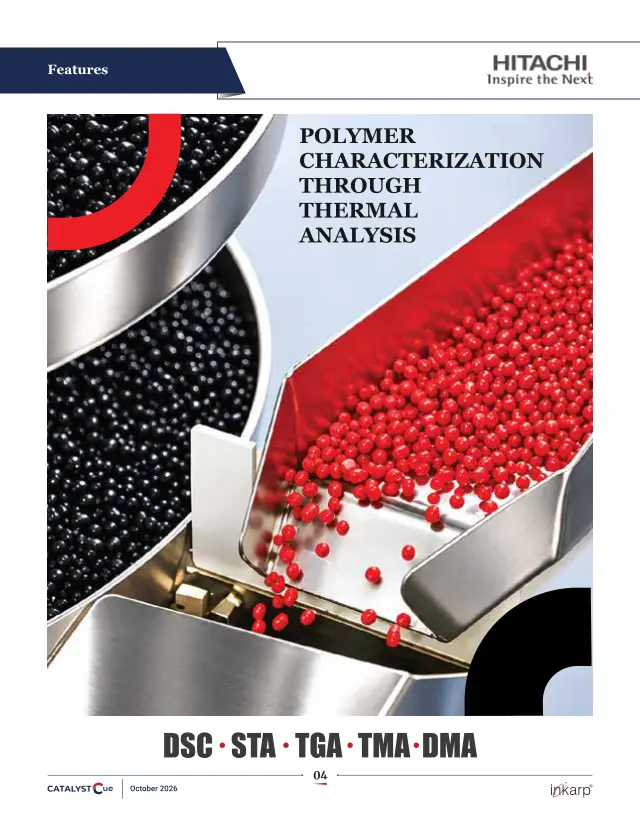 Features
HITACHI
Inspire the Next
POLYMER
CHARACTERIZATION
THROUGH
THERMAL
ANALYSIS
DSC • STA • TGA • TMA • DMA
04
CATALYST Cue
October 2026
inkarp®